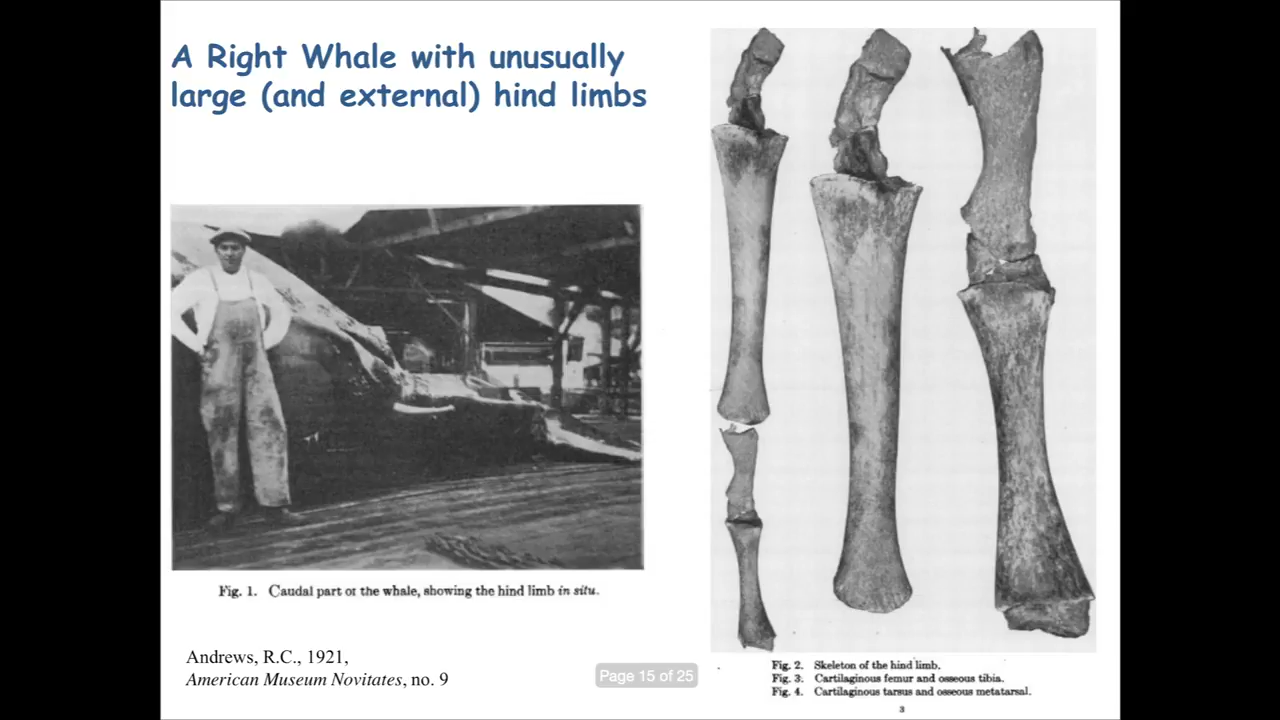 A Right Whale with unusually
large (and external) hind limbs
Fig. 1. Caudal part of the whale, showing the hind limb in situ.
Andrews, R.C., 1921,
American Museum Novitates, no. 9
Page 15 of 25
Fig. 2. Skeleton of the hind limb.
Fig. 3. Cartilaginous femur and osseous tibia.
Fig. 4. Cartilaginous tarsus and osseous metatarsal.
3